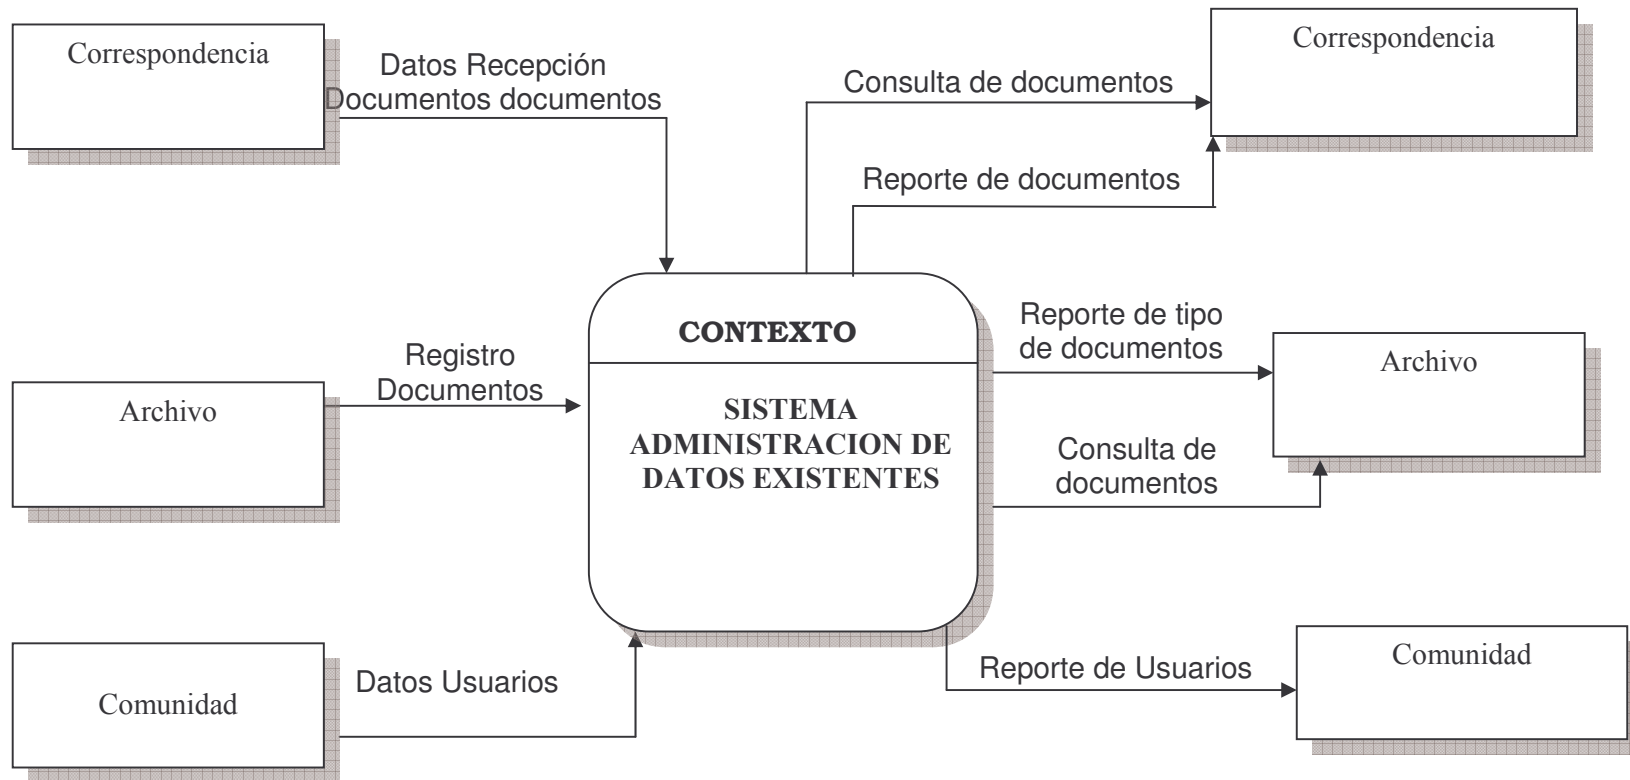 Correspondencia
Datos Recepción
Documentos documentos
Consulta de documentos
Correspondencia
Reporte de documentos
Archivo
Registro
Documentos
CONTEXTO
SISTEMA
ADMINISTRACION DE
DATOS EXISTENTES
Reporte de tipo
de documentos
Archivo
Consulta de
documentos
Comunidad
Datos Usuarios
Reporte de Usuarios
Comunidad